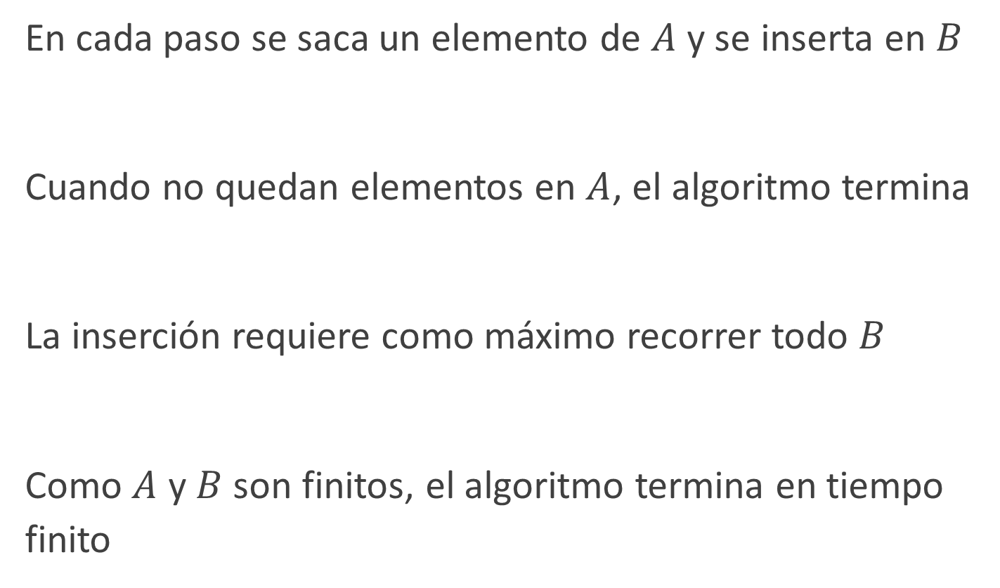 En cada paso se saca un elemento de A y se inserta en B
Cuando no quedan elementos en A, el algoritmo termina
La inserción requiere como máximo recorrer todo B
Como A y B son finitos, el algoritmo termina en tiempo
finito